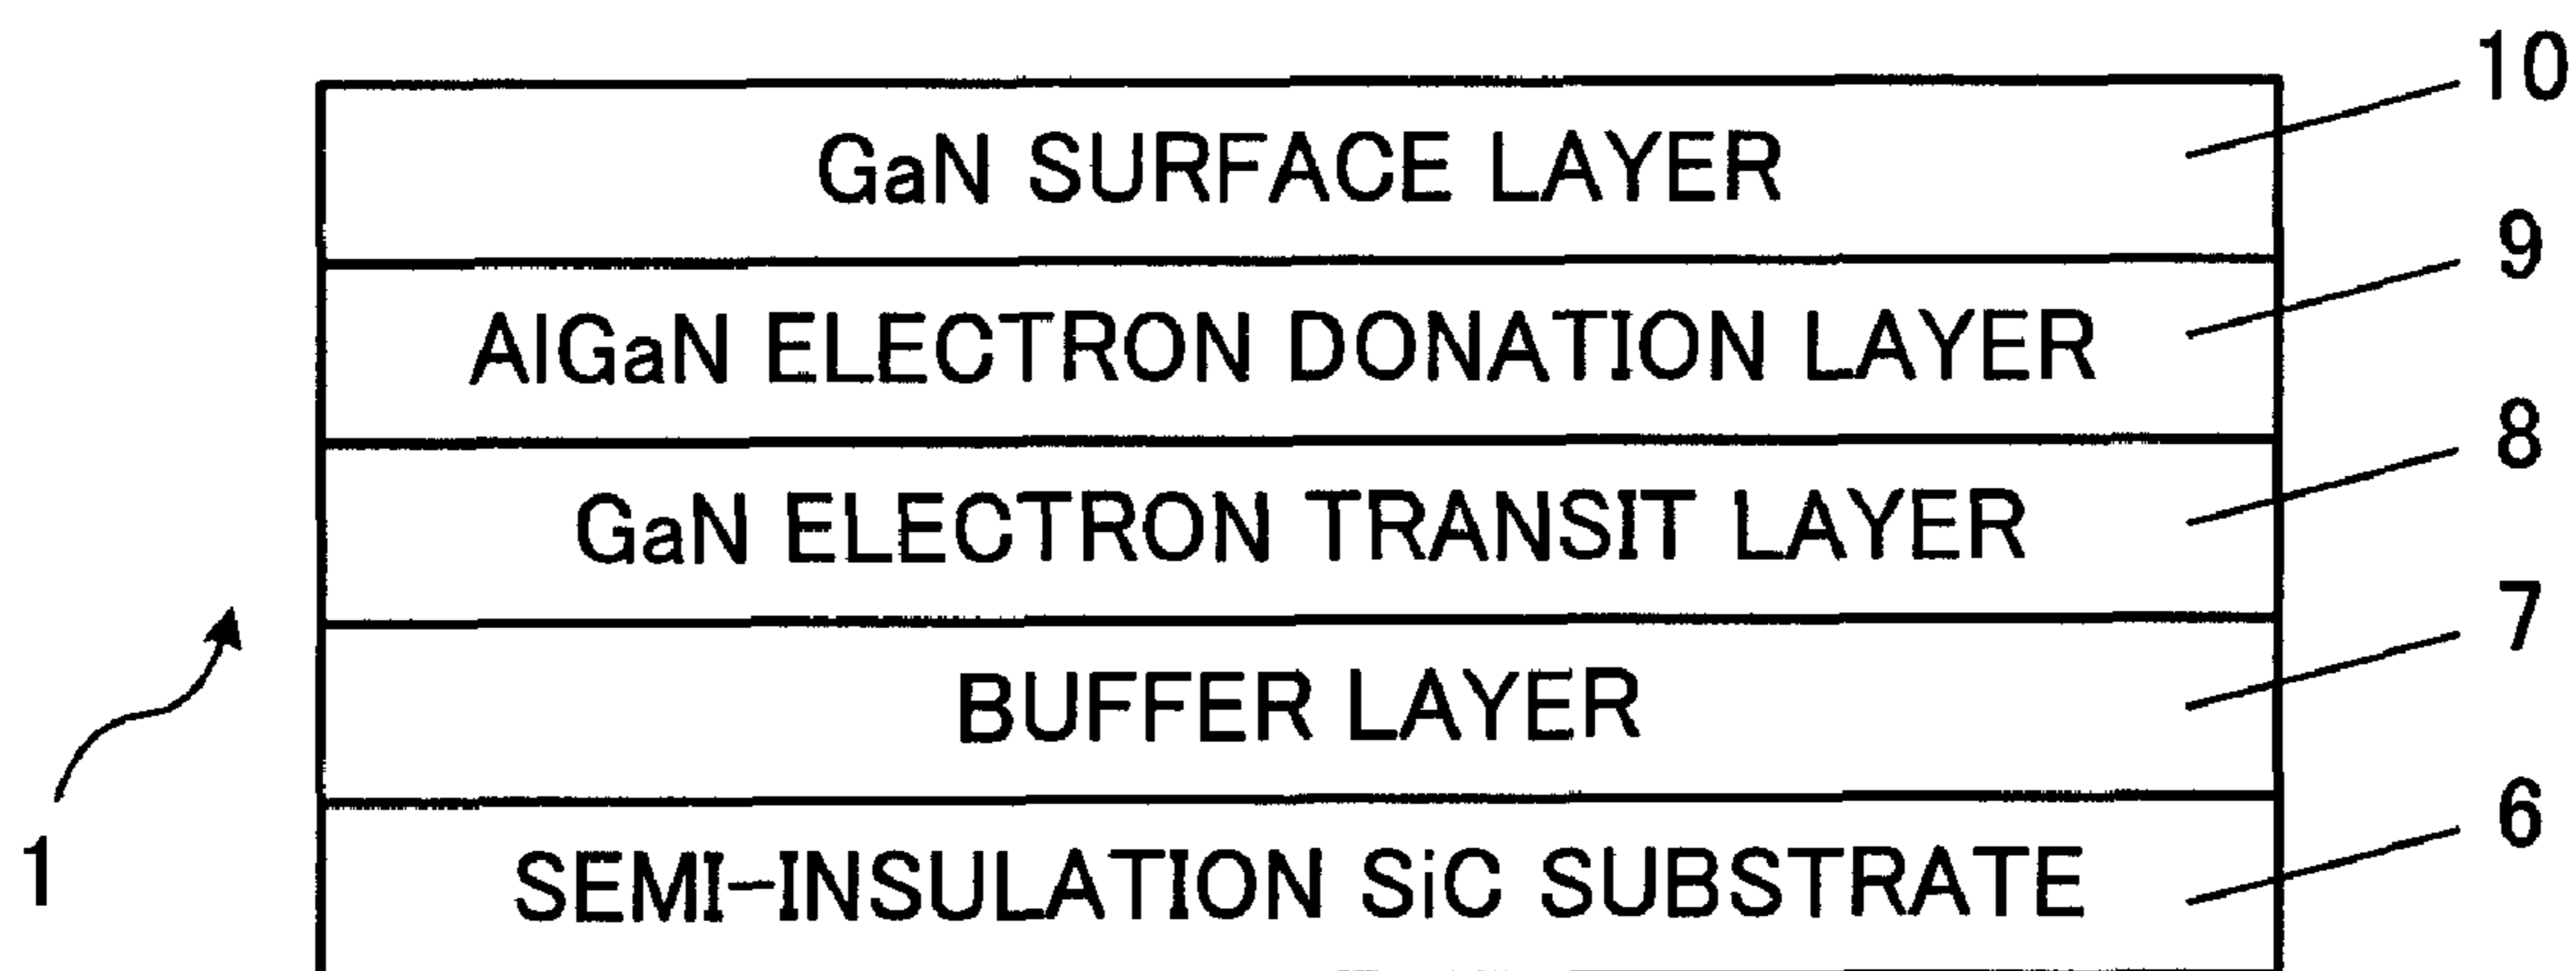 10
GaN SURFACE LAYER
9
AlGaN ELECTRON DONATION LAYER
8
GaN ELECTRON TRANSIT LAYER
7
BUFFER LAYER
6
SEMI-INSULATION SiC SUBSTRATE
1